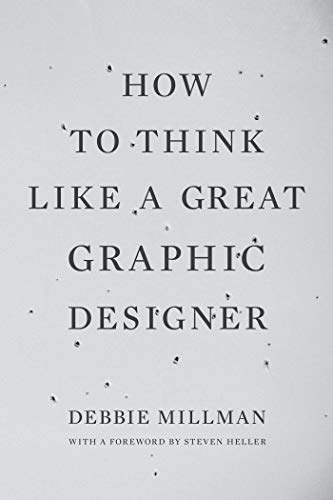 HOW
TO THINK
LIKE A GREAT
GRAPHIC
DESIGNER
DEBBIE MILLMAN
WITH A FOREWORD BY STEVEN HELLER